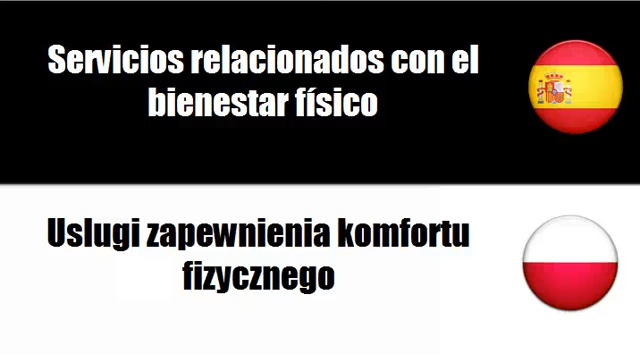 Servicios relacionados con el
bienestar físico
Uslugi zapewnienia komfortu
fizycznego